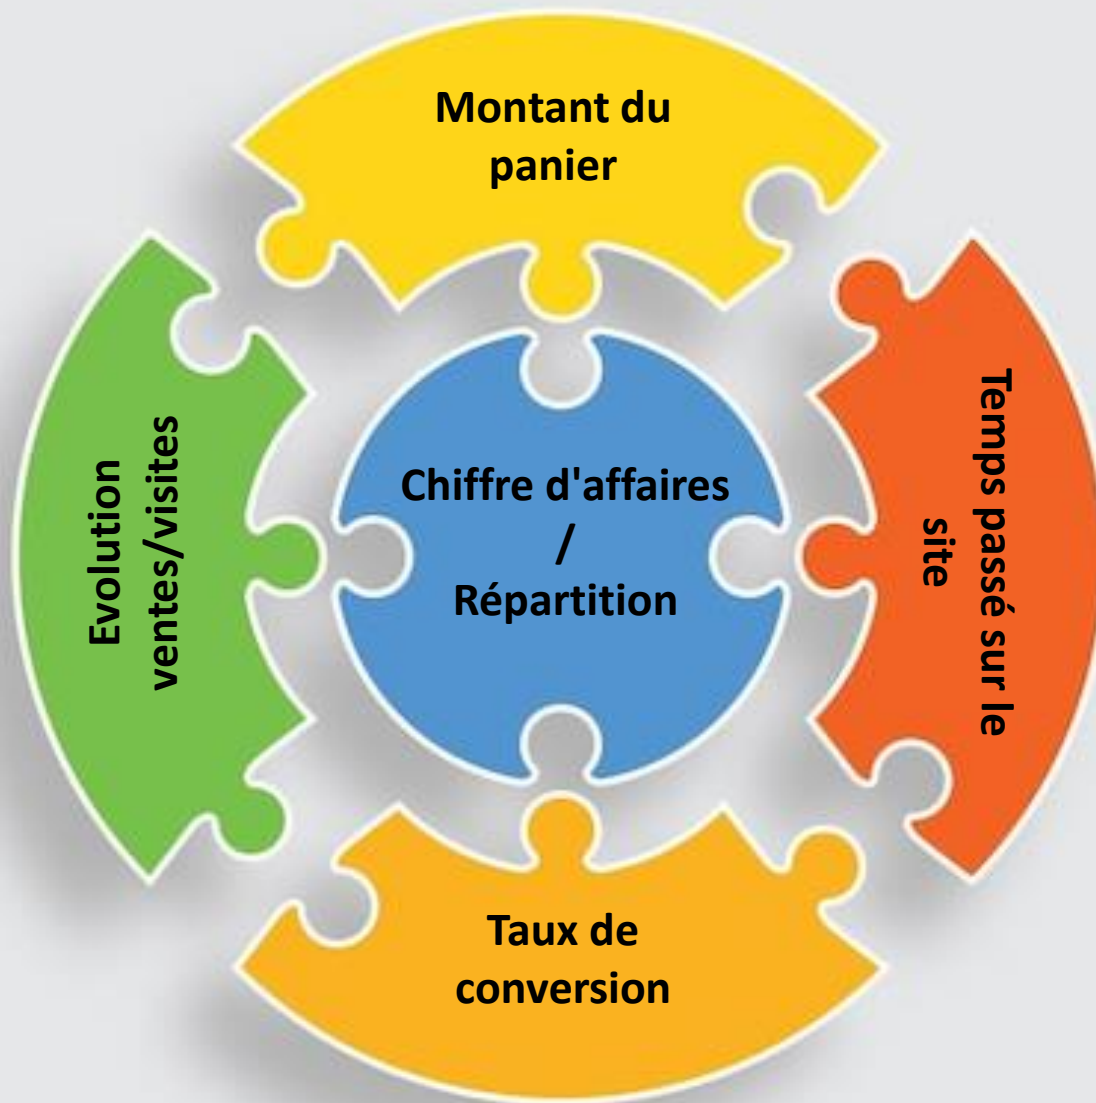 Montant du
panier
Evolution
ventes/visites
Chiffre d'affaires
/
Répartition
Temps passé sur le
site
Taux de
conversion